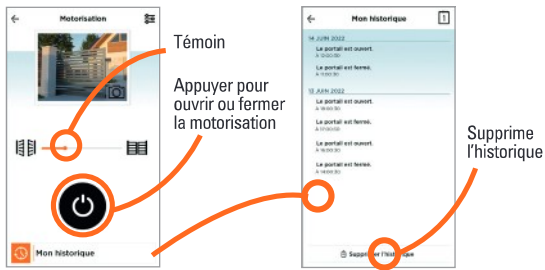 Motorisation
Témoin
Appuyer pour
ouvrir ou fermer
la motorisation
Mon historique
Mon historique
1
14 JUIN 2022
Le portail est ouvert.
Le portail est fermé.
13 JUIN 2022
Le portail est ouvert.
Le portail est fermé.
Le portail est ouvert.
Le portail est fermé.
Supprime
l'historique
Supprimer l'historique